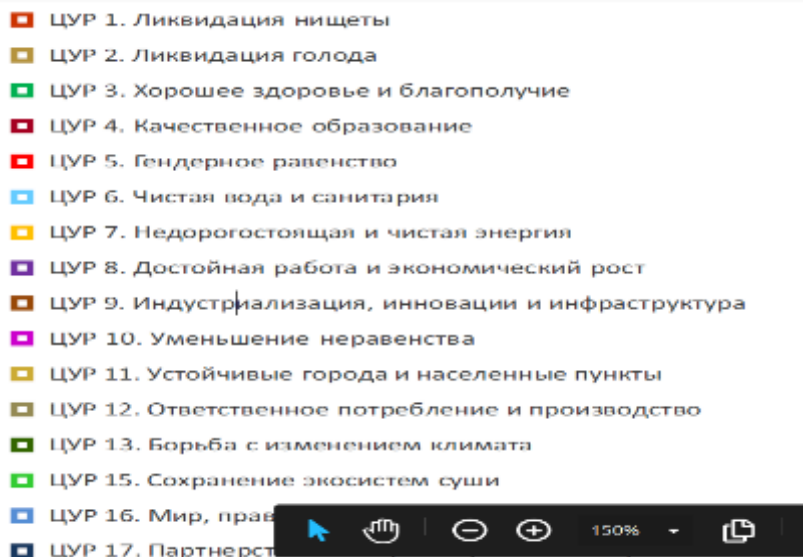 ЦУР 1. Ликвидация нищеты
ЦУР 2. Ликвидация голода
ЦУР 3. Хорошее здоровье и благополучие
ЦУР 4. Качественное образование
ЦУР 5. Гендерное равенство
ЦУР 6. Чистая вода и санитария
ЦУР 7. Недорогостоящая и чистая энергия
ЦУР 8. Достойная работа и экономический рост
ЦУР 9. Индустриализация, инновации и инфраструктура
ЦУР 10. Уменьшение неравенства
ЦУР 11. Устойчивые города и населенные пункты
ЦУР 12. Ответственное потребление и производство
ЦУР 13. Борьба с изменением климата
ЦУР 15. Сохранение экосистем суши
ЦУР 16. Мир, прав
ЦУР 17. Партнерст
150%